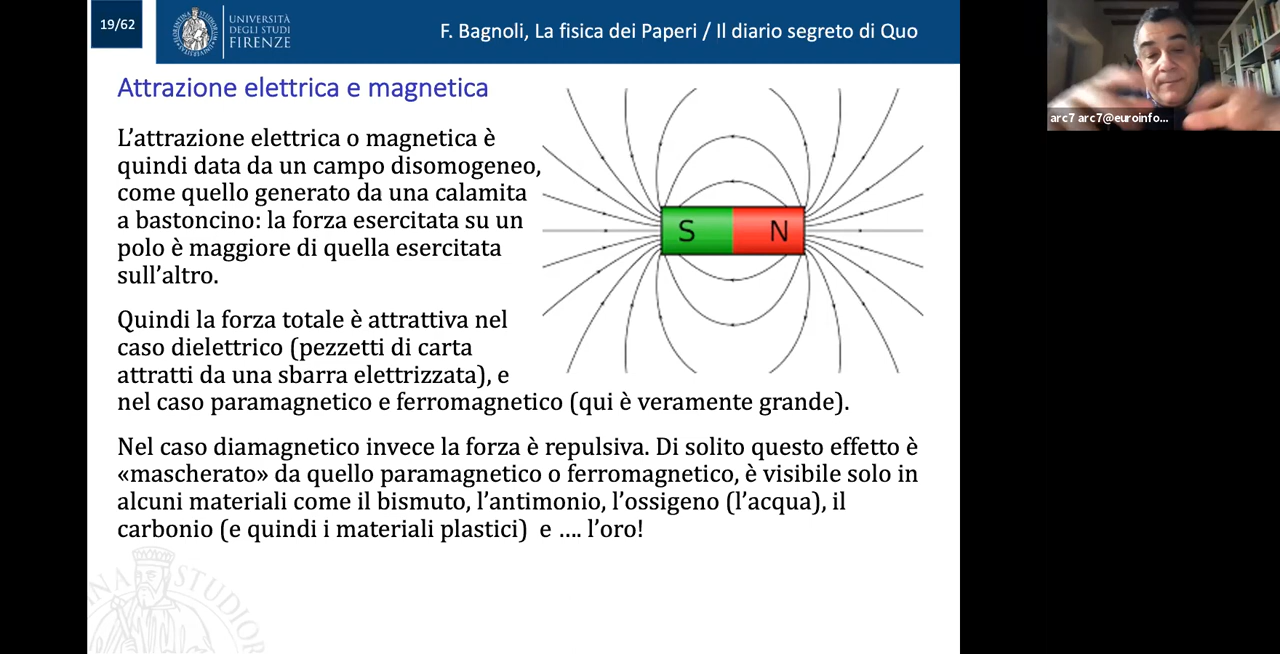 19/62
UNIVERSITÀ
DEGLI STUDI
FIRENZE
F. Bagnoli, La fisica dei Paperi / Il diario segreto di Quo
arc7 arc7@euroinfo...
Attrazione elettrica e magnetica
L’attrazione elettrica o magnetica è
quindi data da un campo disomogeneo,
come quello generato da una calamita
a bastoncino: la forza esercitata su un
polo è maggiore di quella esercitata
sull’altro.
S N
Quindi la forza totale è attrattiva nel
caso dielettrico (pezzetti di carta
attratti da una sbarra elettrizzata), e
nel caso paramagnetico e ferromagnetico (qui è veramente grande).
Nel caso diamagnetico invece la forza è repulsiva. Di solito questo effetto è
«mascherato» da quello paramagnetico o ferromagnetico, è visibile solo in
alcuni materiali come il bismuto, l’antimonio, l’ossigeno (l’acqua), il
carbonio (e quindi i materiali plastici) e .... l’oro!